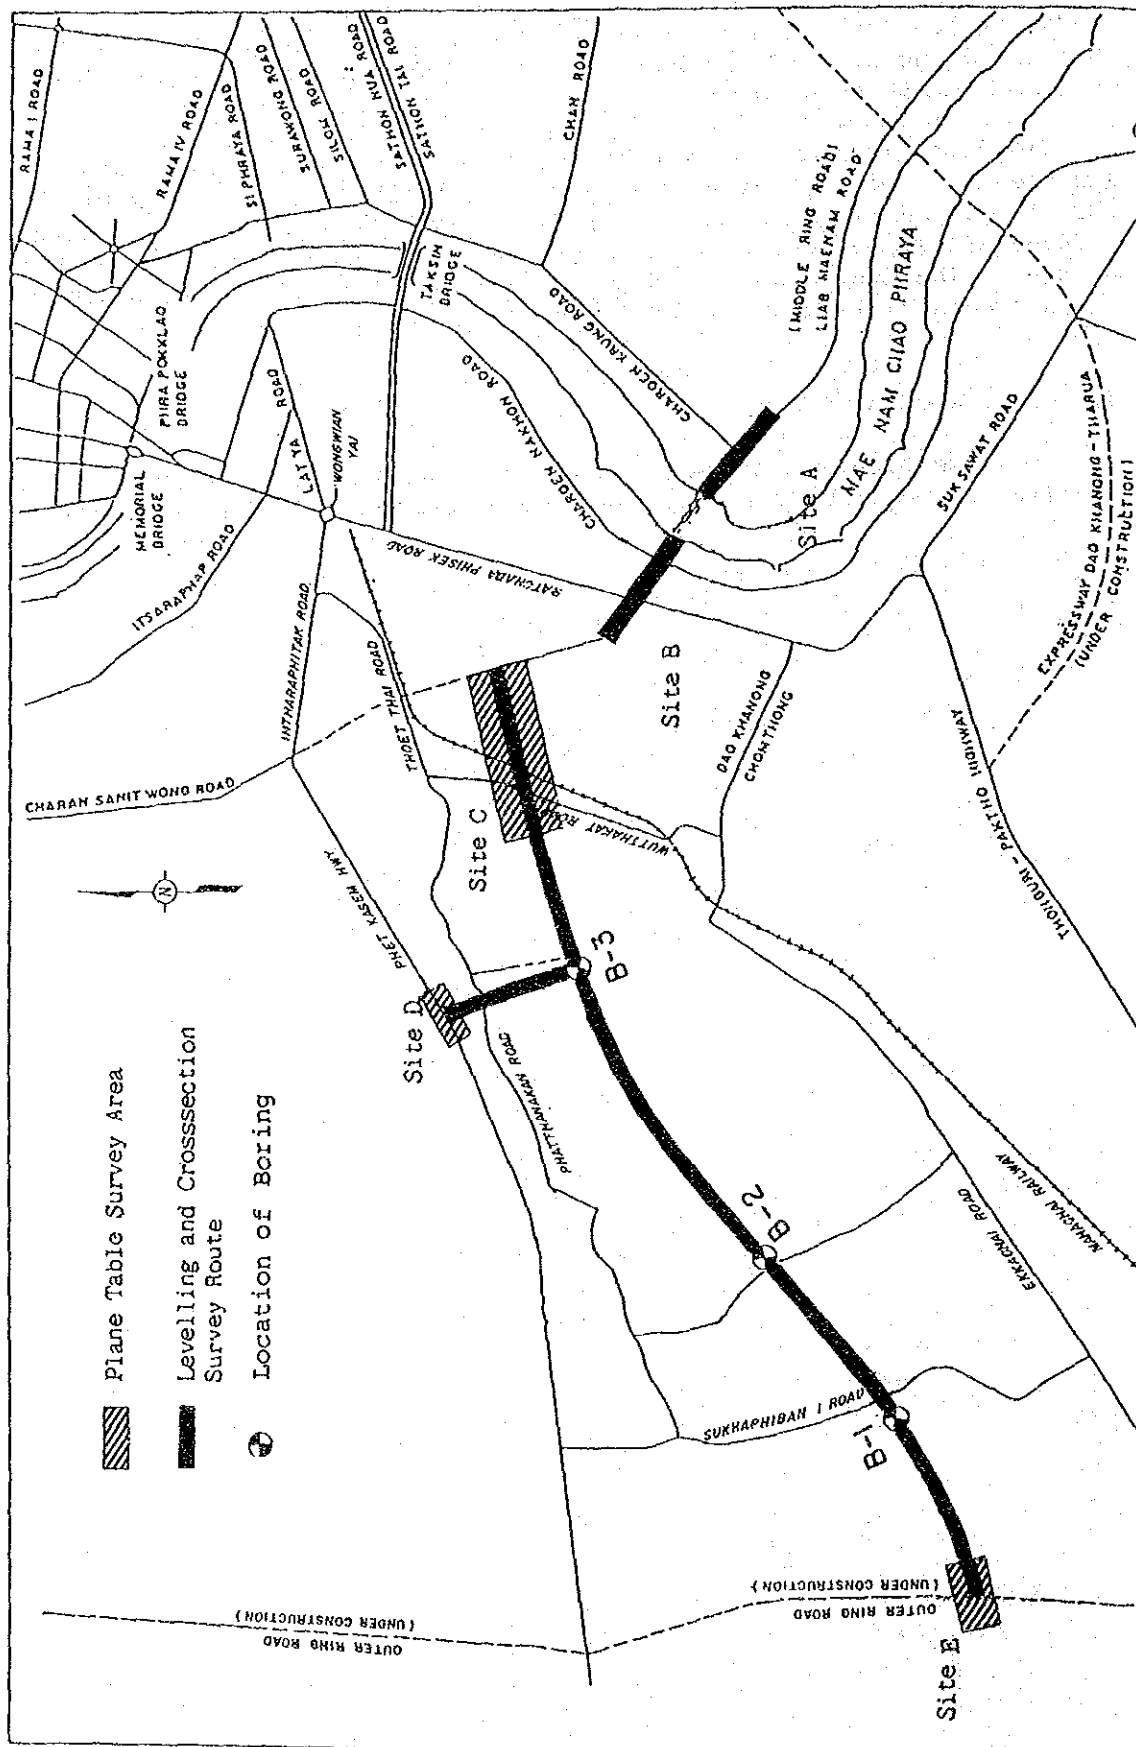 Plane Table Survey Area
Levelling and Crosssection
Survey Route
Location of Boring
N
RAMA I ROAD
RAMA IV ROAD
SI PHRAYA ROAD
SURAWONG ROAD
SILOM ROAD
SATHON NUA ROAD
SATHON TAI ROAD
CHAN ROAD
PHRA POKKLAO
BRIDGE
MEMORIAL
BRIDGE
TAKSIN
BRIDGE
ITSARAPHAP ROAD
LAT YA
ROAD
WONGWIAN
YAI
INTHARAPHITAK ROAD
THOET THAI ROAD
RATCHADA PHISEK ROAD
CHAROEN NAKHON ROAD
CHAROEN KRUNG ROAD
(MIDDLE RING ROAD)
LIAB MAENAM ROAD
MAE NAM CHAO PHRAYA
Site A
Site B
SUK SAWAT ROAD
EXPRESSWAY DAO KHANONG-THARUA
(UNDER CONSTRUCTION)
DAO KHANONG
CHOMTHONG
THONBURI - PAKTHO HIGHWAY
CHARAN SANIT WONG ROAD
PHET KASEM HWY
Site C
WUTTHAKAT ROAD
Site D
B-3
PHATTHANAKAN ROAD
B-2
EKKACHAI ROAD
MAHACHAI RAILWAY
SUKHAPHIBAN I ROAD
B-1
OUTER RING ROAD
(UNDER CONSTRUCTION)
OUTER RING ROAD
(UNDER CONSTRUCTION)
Site E